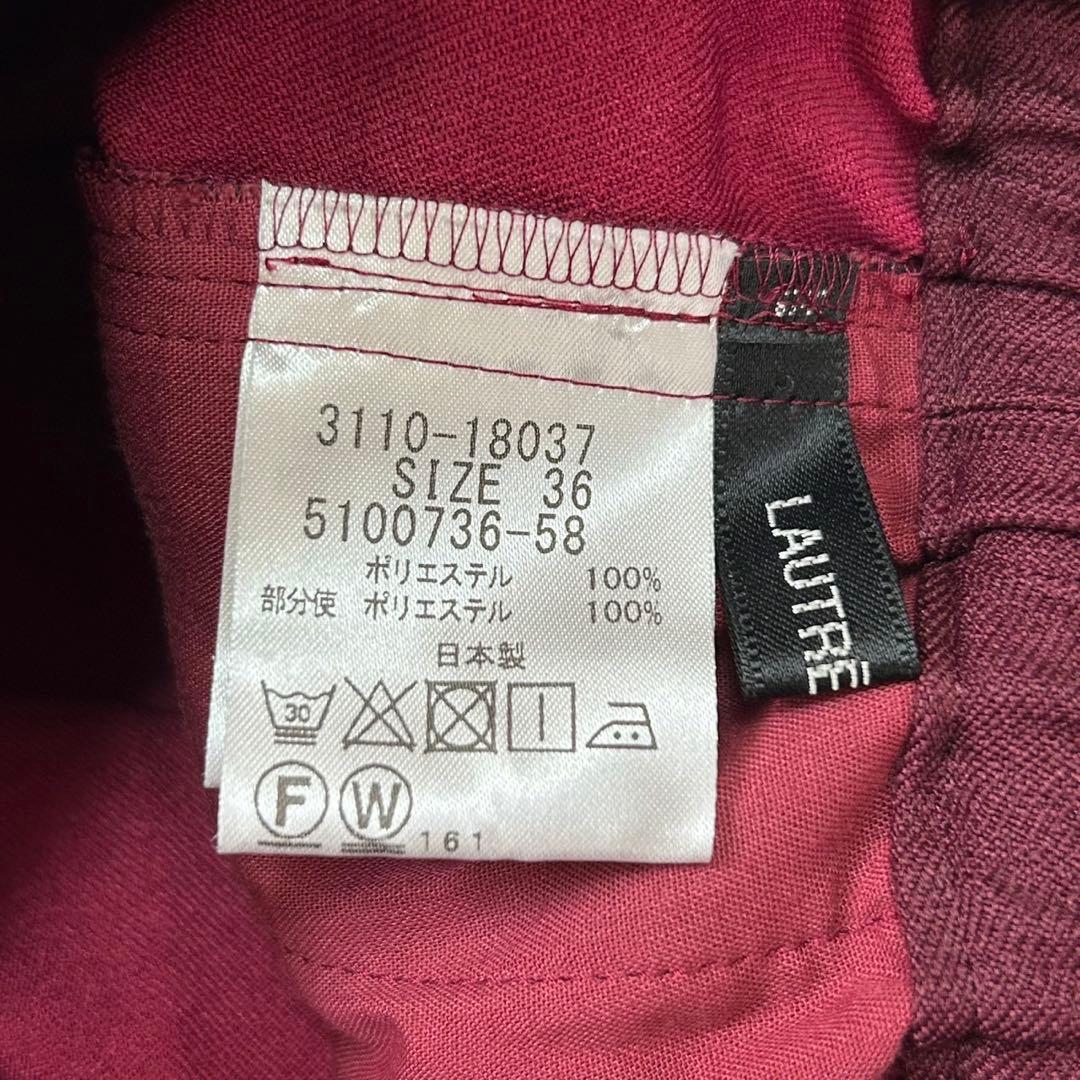 3110-18037
SIZE 36
5100736-58
ポリエステル 100%
部分使 ポリエステル 100%
日本製
30
F W 161
LAUTRÉ